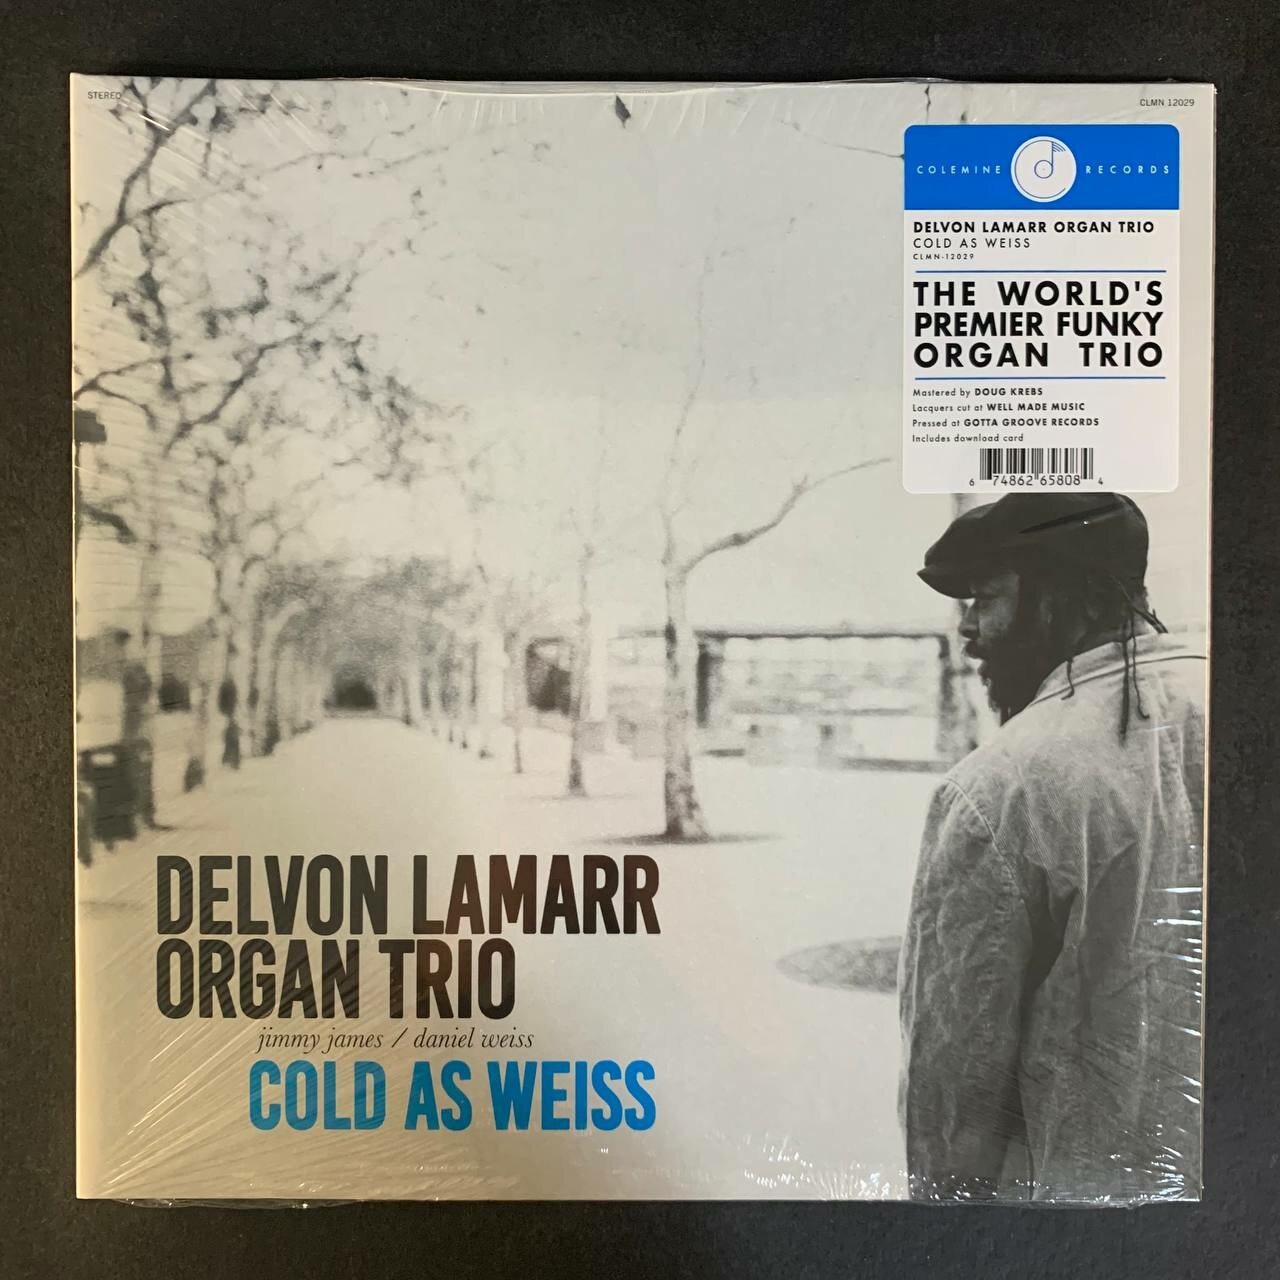 STEREO
CLMN 12029
COLEMINE RECORDS
DELVON LAMARR ORGAN TRIO
COLD AS WEISS
CLMN-12029
THE WORLD'S
PREMIER FUNKY
ORGAN TRIO
Mastered by DOUG KREBS
Lacquers cut at WELL MADE MUSIC
Pressed at GOTTA GROOVE RECORDS
Includes download card
6 74862 65808 4
DELVON LAMARR
ORGAN TRIO
jimmy james / daniel weiss
COLD AS WEISS